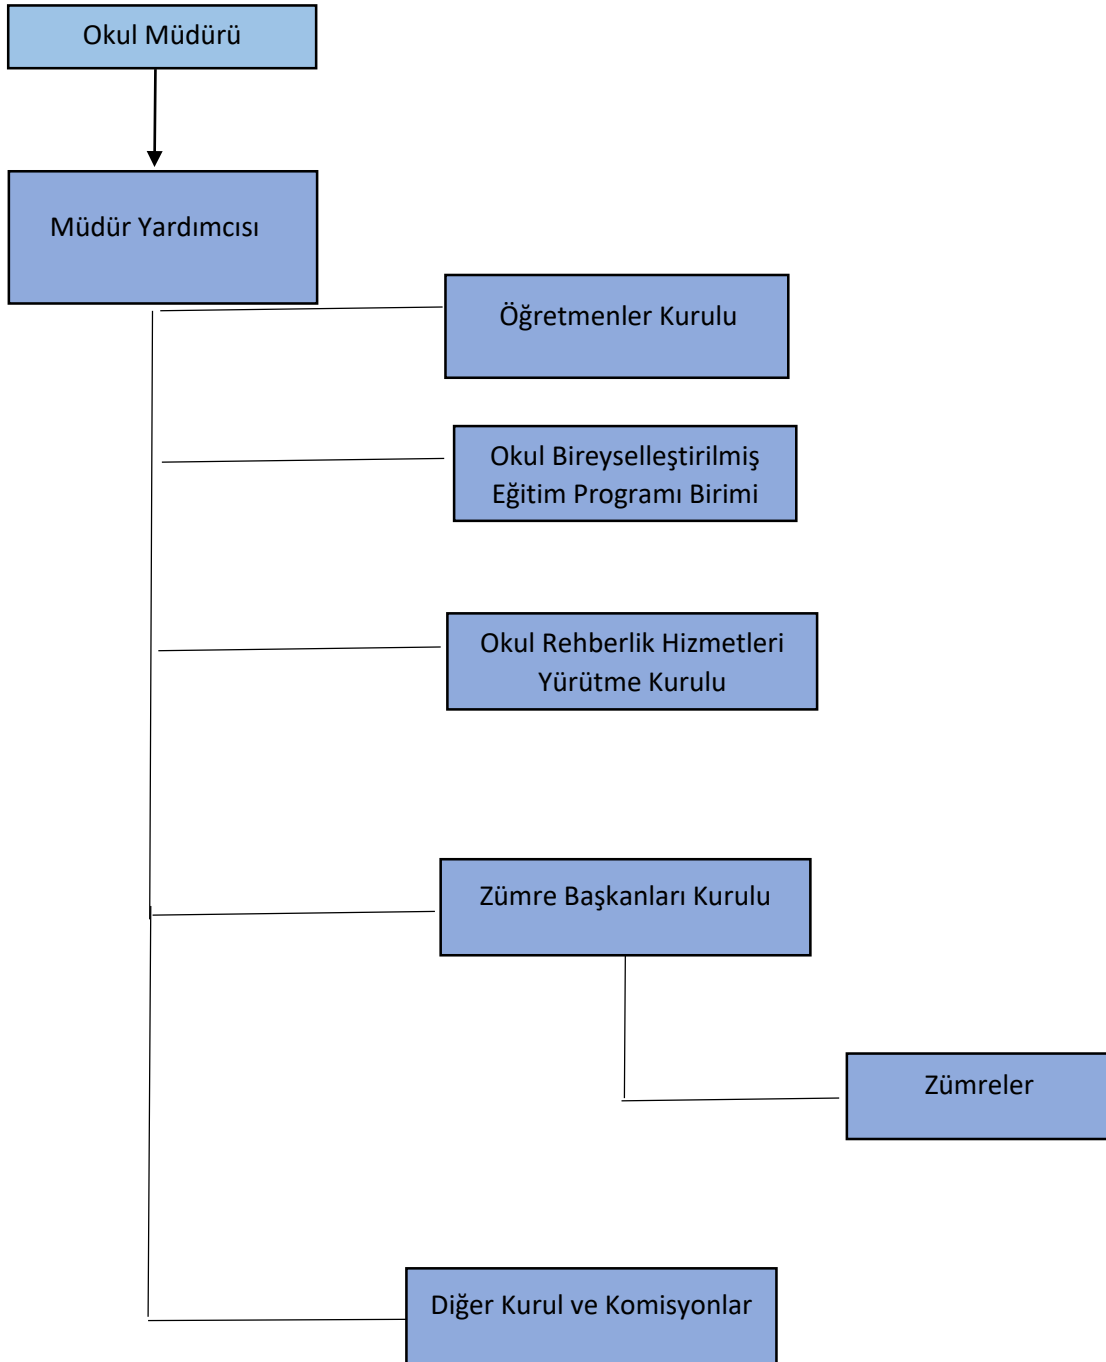 Okul Müdürü
Müdür Yardımcısı
Öğretmenler Kurulu
Okul Bireyselleştirilmiş
Eğitim Programı Birimi
Okul Rehberlik Hizmetleri
Yürütme Kurulu
Zümre Başkanları Kurulu
Zümreler
Diğer Kurul ve Komisyonlar